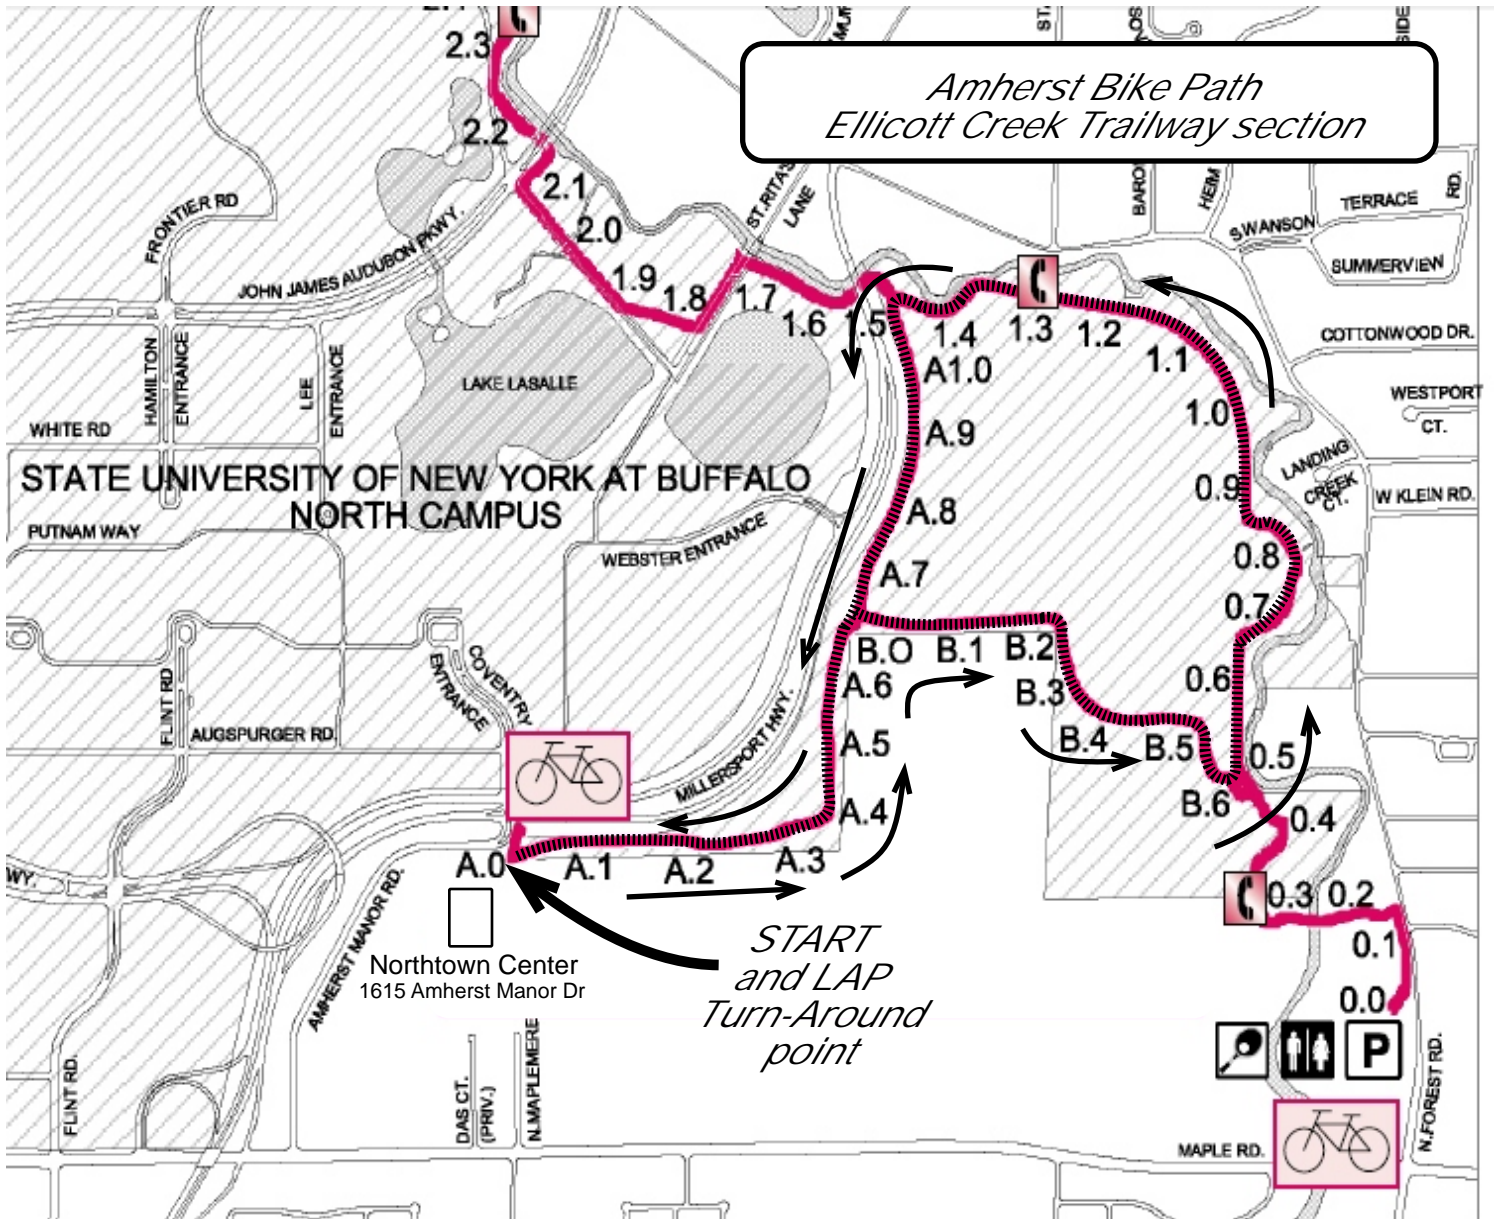 2.3
Amherst Bike Path
Ellicott Creek Trailway section
2.2
2.1
ST.RITA'S
LANE
HEIM
TERRACE
RD.
FRONTIER RD
2.0
SWANSON
JOHN JAMES AUDUBON PKWY.
SUMMERVIEW
1.9
1.8
1.7
1.6
1.5
1.4
1.3
1.2
1.1
COTTONWOOD DR.
HAMILTON
ENTRANCE
LEE
ENTRANCE
LAKE LASALLE
A1.0
1.0
WESTPORT
CT.
WHITE RD
A.9
LANDING
CREEK
CT.
STATE UNIVERSITY OF NEW YORK AT BUFFALO
NORTH CAMPUS
0.9
W KLEIN RD.
A.8
PUTNAM WAY
WEBSTER ENTRANCE
0.8
A.7
0.7
COVENTRY
ENTRANCE
B.O
B.1
B.2
0.6
A.6
B.3
FLINT RD
AUGSPURGER RD.
MILLERSPORT HWY.
A.5
B.4
B.5
0.5
A.4
B.6
0.4
A.0
A.1
A.2
A.3
WY.
0.3
0.2
AMHERST MANOR RD.
START
and LAP
Turn-Around
point
0.1
Northtown Center
1615 Amherst Manor Dr
0.0
P
FLINT RD.
DAS CT.
(PRIV.)
N.MAPLEMERE
N.FOREST RD.
MAPLE RD.